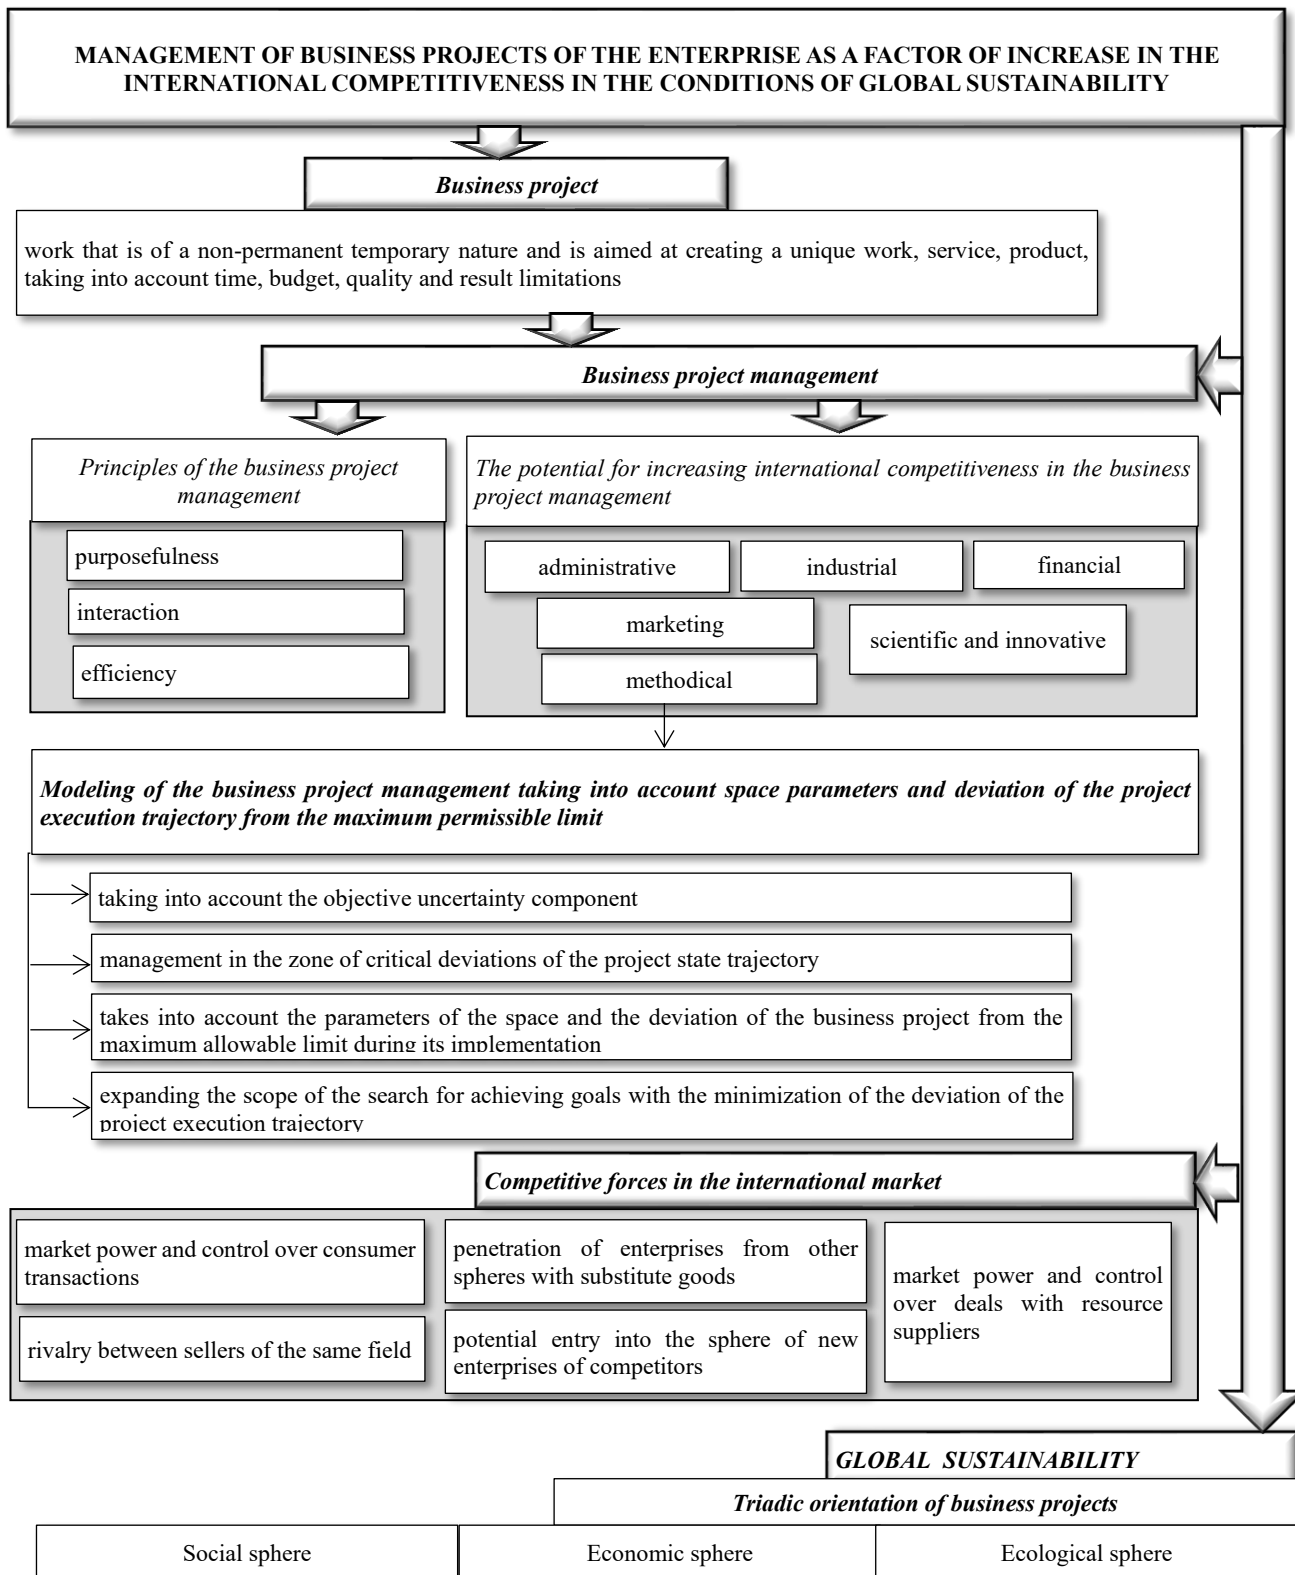 MANAGEMENT OF BUSINESS PROJECTS OF THE ENTERPRISE AS A FACTOR OF INCREASE IN THE
INTERNATIONAL COMPETITIVENESS IN THE CONDITIONS OF GLOBAL SUSTAINABILITY
Business project
work that is of a non-permanent temporary nature and is aimed at creating a unique work, service, product,
taking into account time, budget, quality and result limitations
Business project management
Principles of the business project
management
purposefulness
interaction
efficiency
The potential for increasing international competitiveness in the business
project management
administrative
industrial
financial
marketing
scientific and innovative
methodical
Modeling of the business project management taking into account space parameters and deviation of the project
execution trajectory from the maximum permissible limit
taking into account the objective uncertainty component
management in the zone of critical deviations of the project state trajectory
takes into account the parameters of the space and the deviation of the business project from the
maximum allowable limit during its implementation
expanding the scope of the search for achieving goals with the minimization of the deviation of the
project execution trajectory
Competitive forces in the international market
market power and control over consumer
transactions
rivalry between sellers of the same field
penetration of enterprises from other
spheres with substitute goods
potential entry into the sphere of new
enterprises of competitors
market power and control
over deals with resource
suppliers
GLOBAL SUSTAINABILITY
Triadic orientation of business projects
Social sphere
Economic sphere
Ecological sphere